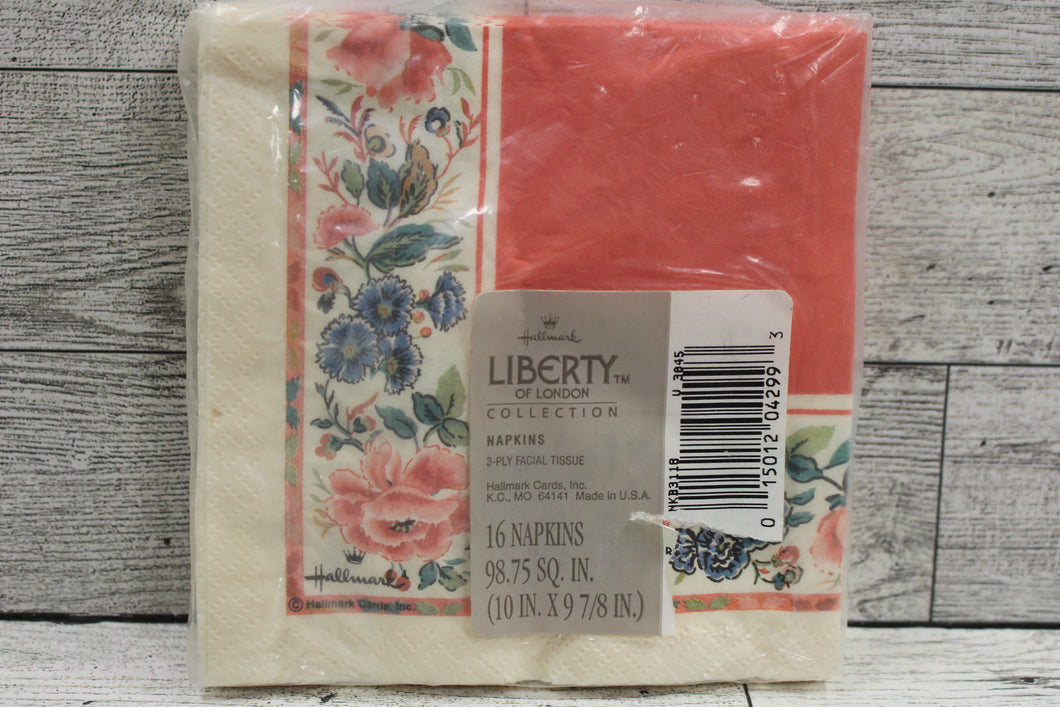 Hallmark
LIBERTY™
OF LONDON
COLLECTION
NAPKINS
3-PLY FACIAL TISSUE
Hallmark Cards, Inc.
K.C., MO 64141 Made in U.S.A.
16 NAPKINS
98.75 SQ. IN.
(10 IN. X 9 7/8 IN.)
NKB3118 U 3045
0 15012 04299 3
Hallmark
© Hallmark Cards, Inc.